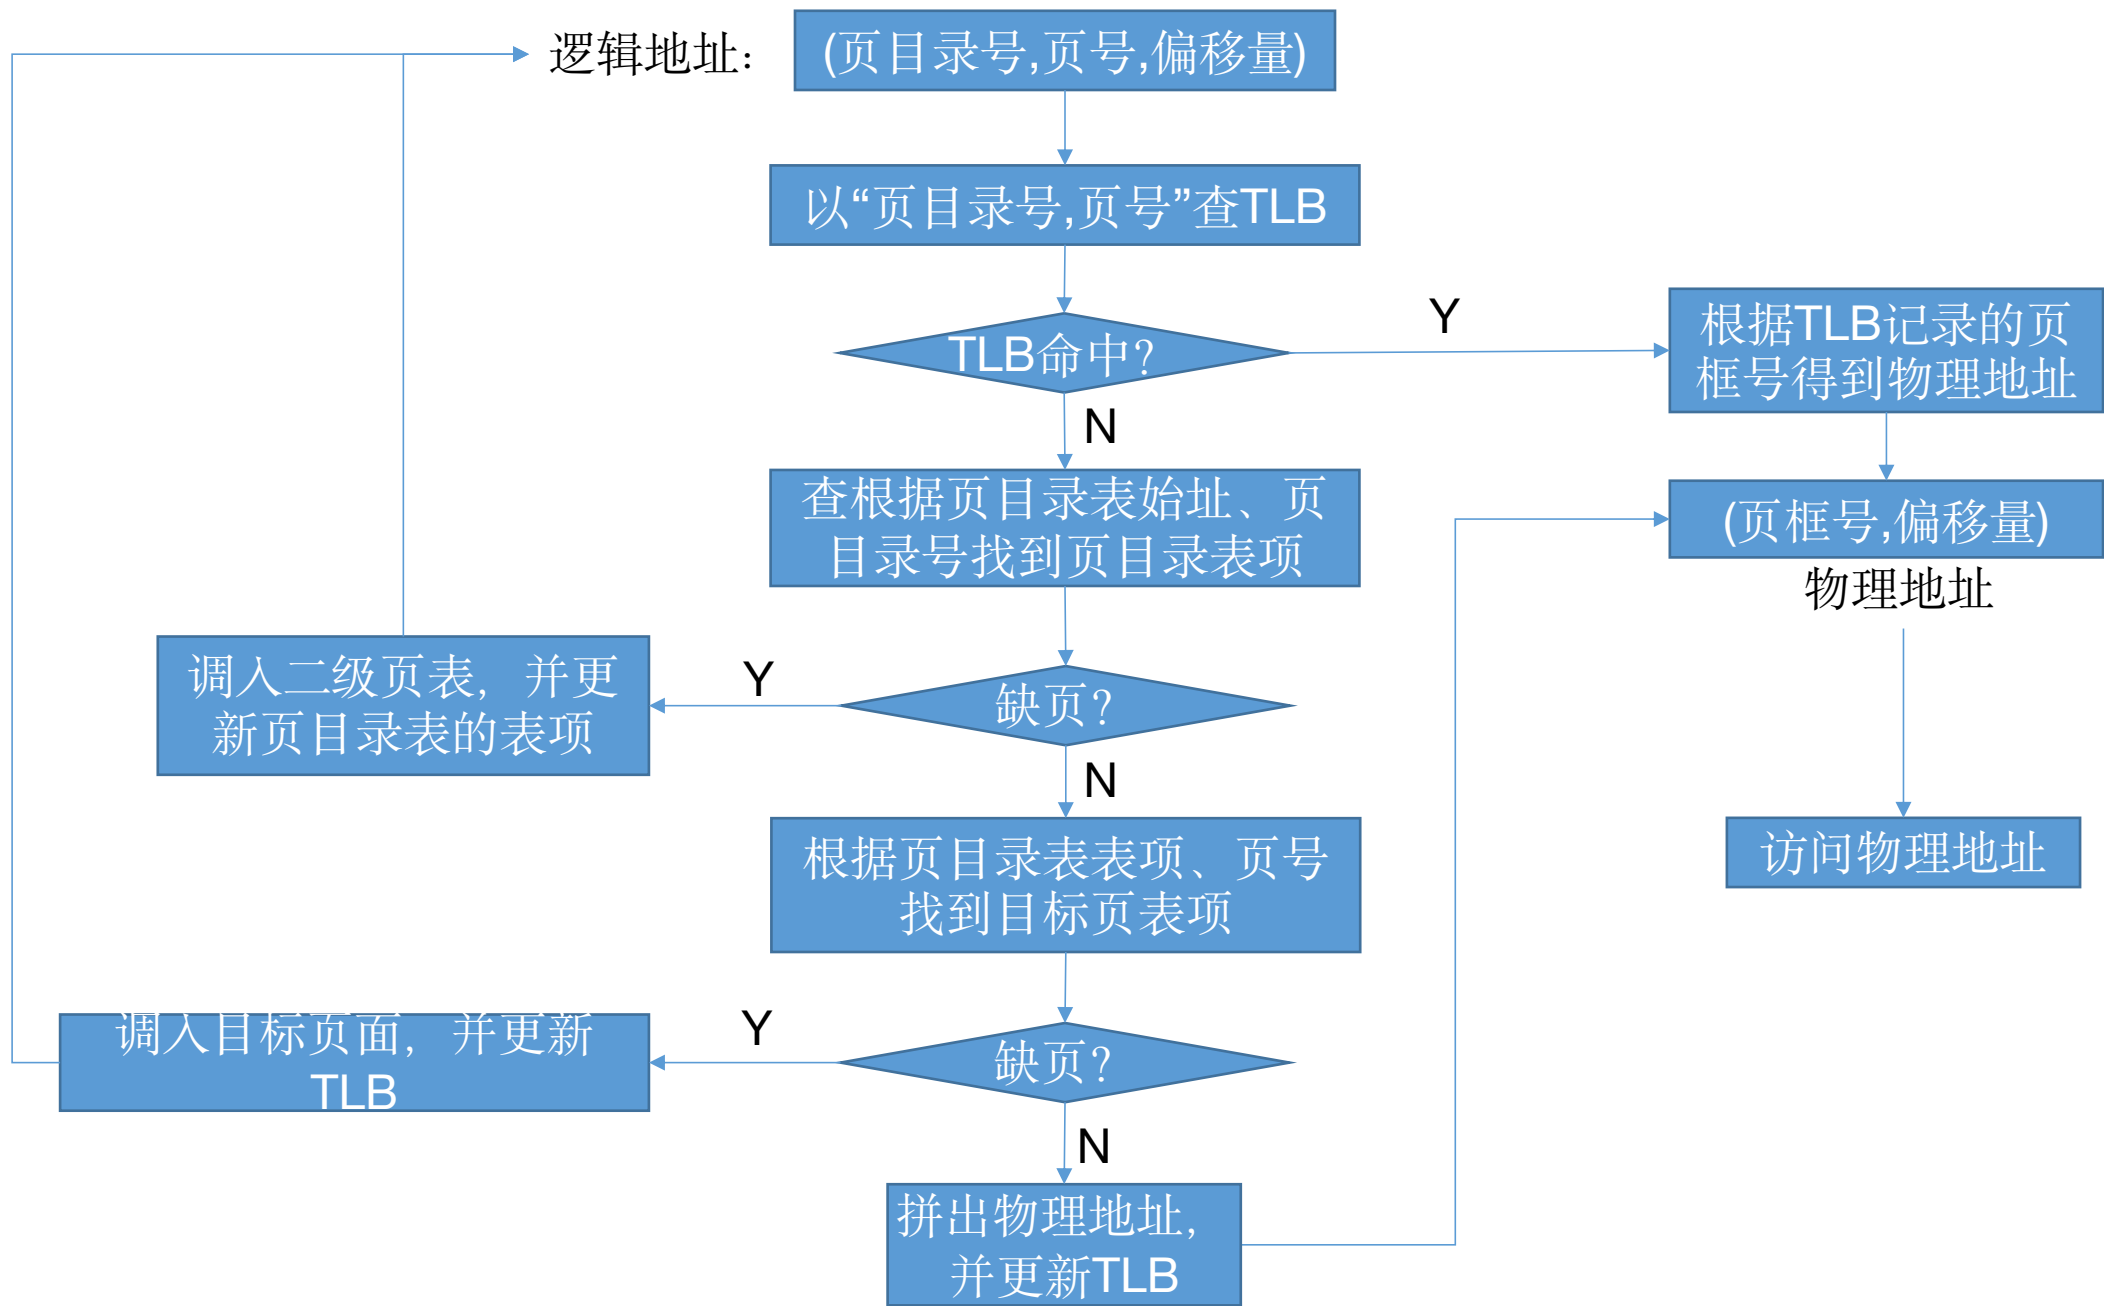 逻辑地址：
(页目录号,页号,偏移量)
以“页目录号,页号”查TLB
TLB命中？
Y
根据TLB记录的页
框号得到物理地址
N
查根据页目录表始址、页
目录号找到页目录表项
(页框号,偏移量)
物理地址
调入二级页表，并更
新页目录表的表项
Y
缺页？
N
根据页目录表表项、页号
找到目标页表项
访问物理地址
调入目标页面，并更新
TLB
Y
缺页？
N
拼出物理地址，
并更新TLB